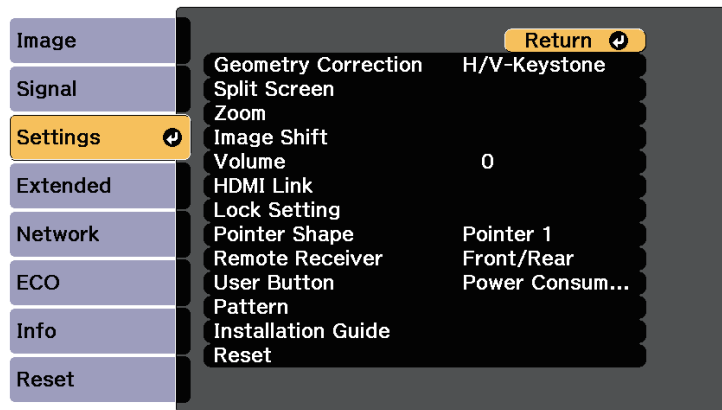 Image
Signal
Settings
Extended
Network
ECO
Info
Reset
Return
Geometry Correction H/V-Keystone
Split Screen
Zoom
Image Shift
Volume 0
HDMI Link
Lock Setting
Pointer Shape Pointer 1
Remote Receiver Front/Rear
User Button Power Consum...
Pattern
Installation Guide
Reset